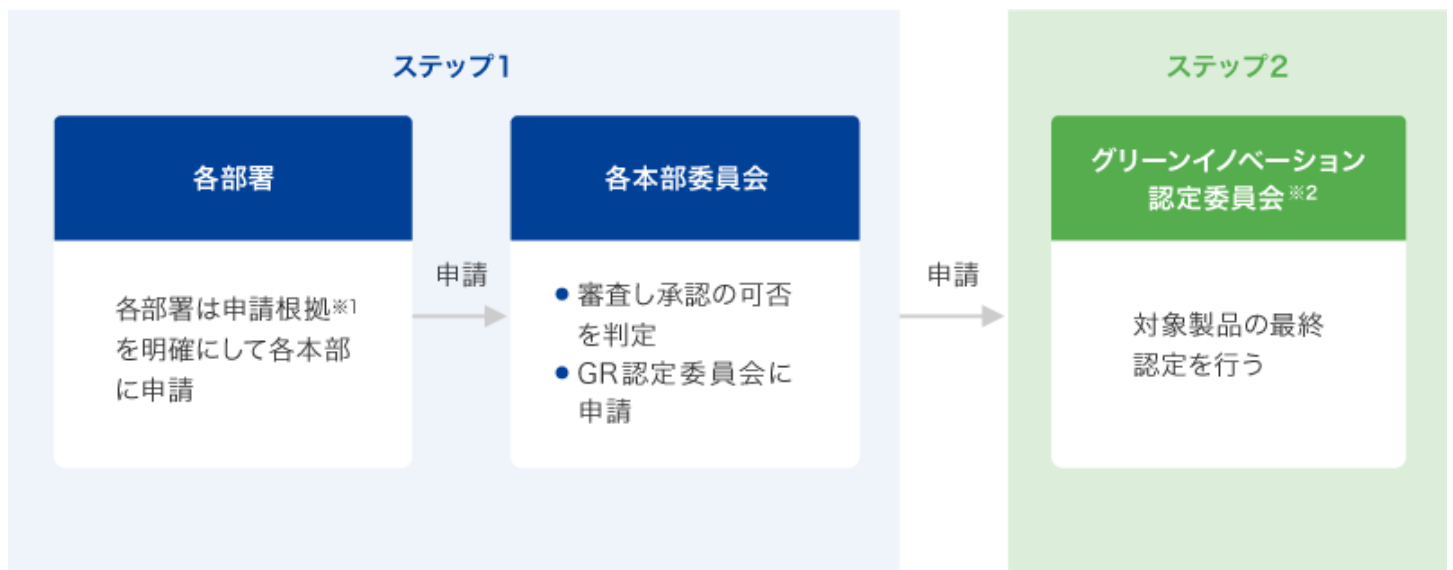 ステップ1
各部署
各部署は申請根拠※1
を明確にして各本部
に申請
申請
各本部委員会
● 審査し承認の可否
を判定
● GR認定委員会に
申請
申請
ステップ2
グリーンイノベーション
認定委員会※2
対象製品の最終
認定を行う